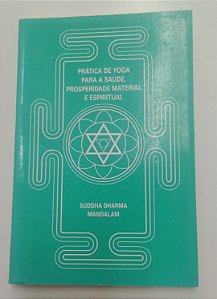 PRÁTICA DE YOGA
PARA A SAÚDE,
PROSPERIDADE MATERIAL
E ESPIRITUAL
SUDDHA DHARMA
MANDALAM